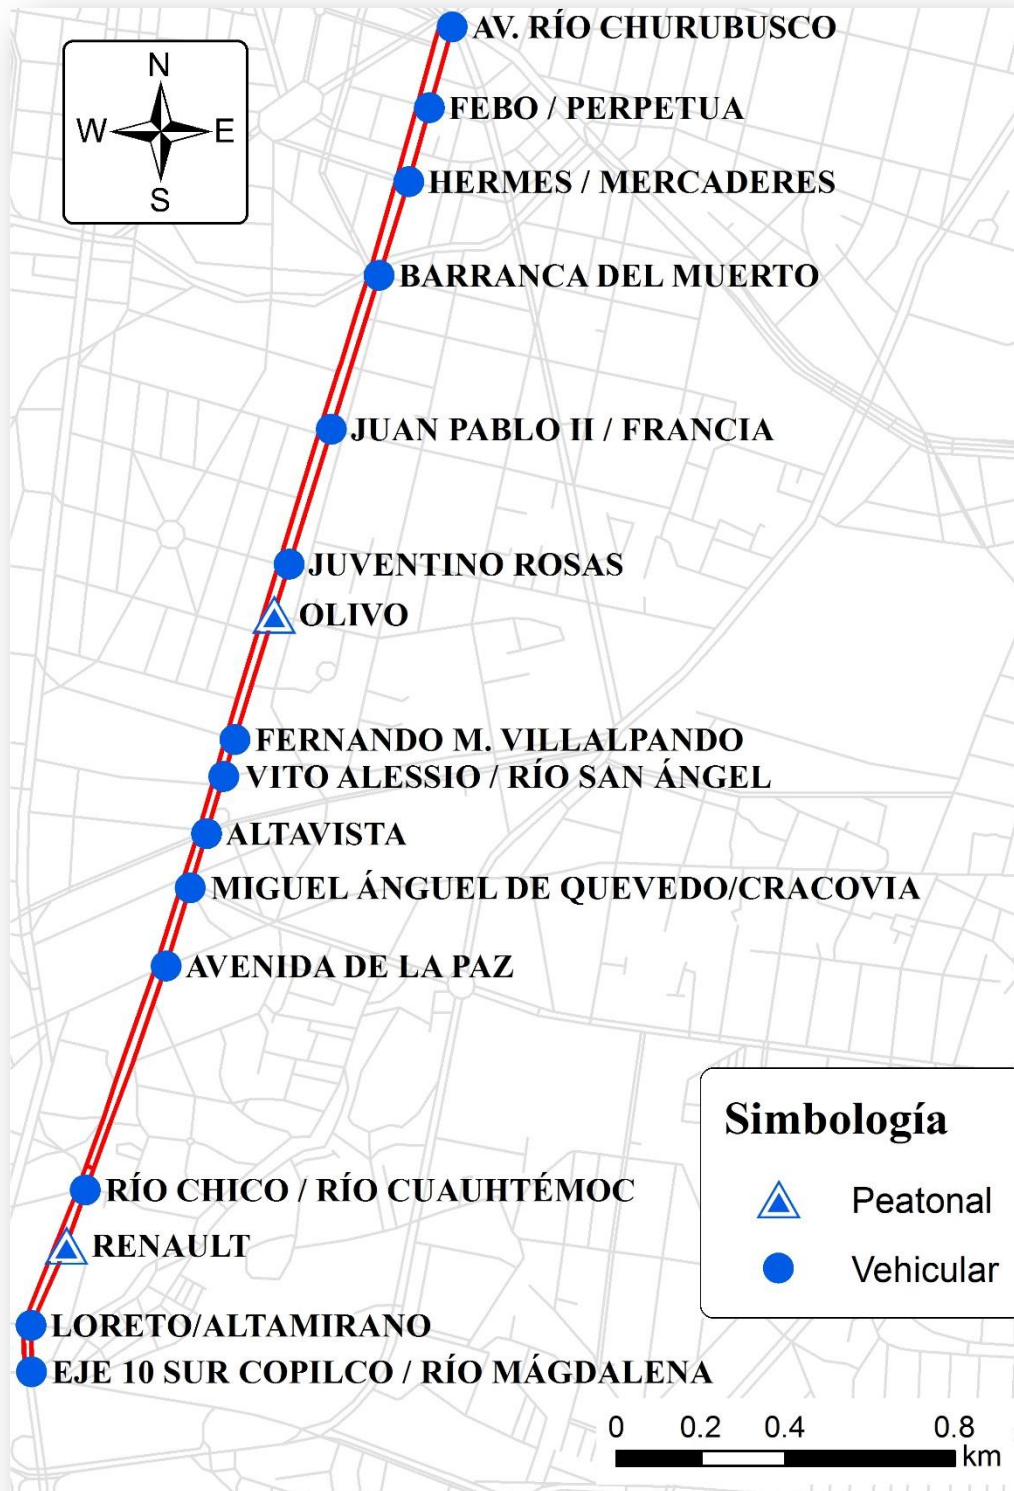 N
W E
S
AV. RÍO CHURUBUSCO
FEBO / PERPETUA
HERMES / MERCADERES
BARRANCA DEL MUERTO
JUAN PABLO II / FRANCIA
JUVENTINO ROSAS
OLIVO
FERNANDO M. VILLALPANDO
VITO ALESSIO / RÍO SAN ÁNGEL
ALTAVISTA
MIGUEL ÁNGUEL DE QUEVEDO/CRACOVIA
AVENIDA DE LA PAZ
RÍO CHICO / RÍO CUAUHTÉMOC
RENAULT
LORETO/ALTAMIRANO
EJE 10 SUR COPILCO / RÍO MÁGDALENA
Simbología
Peatonal
Vehicular
0 0.2 0.4 0.8
km